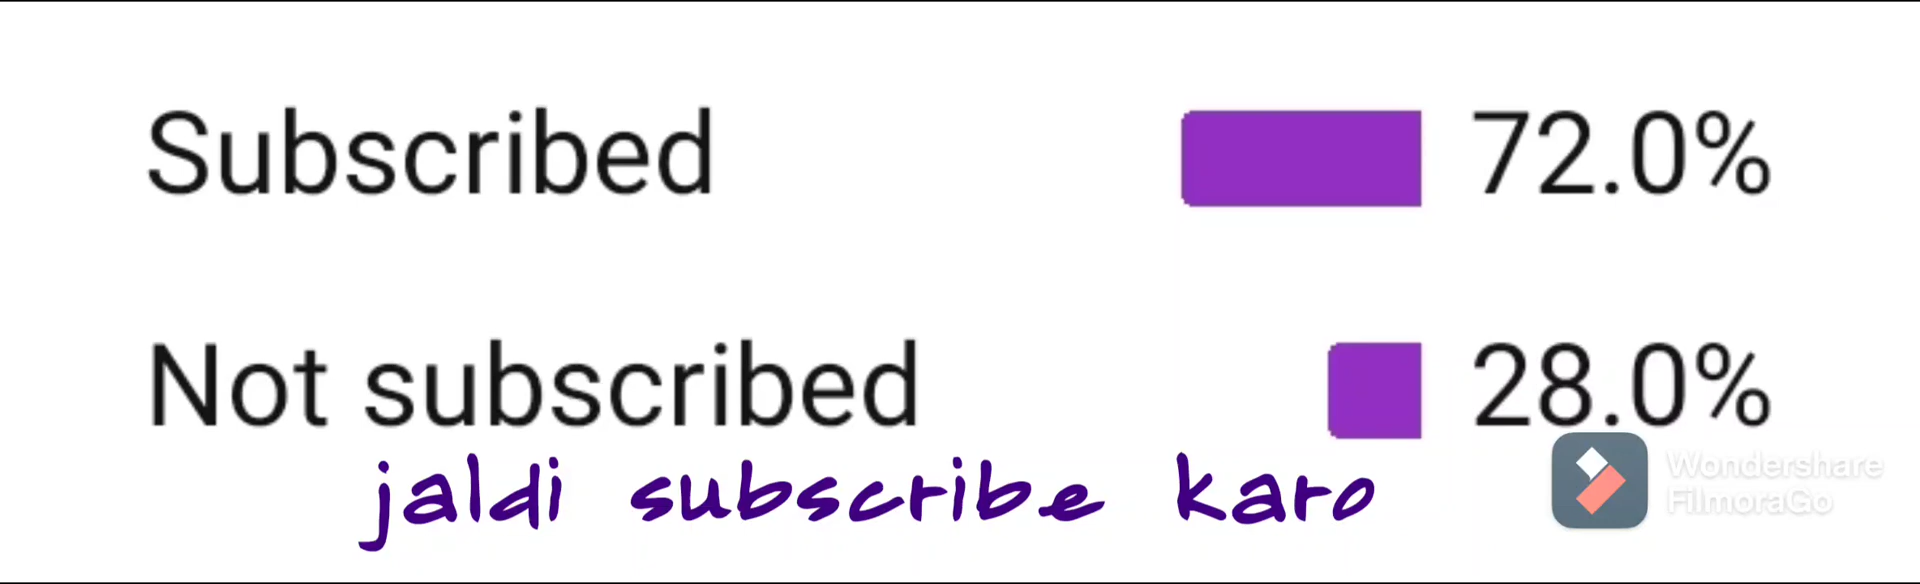 Subscribed 72.0%
Not subscribed 28.0%
jaldi subscribe karo
Wondershare
FilmoraGo